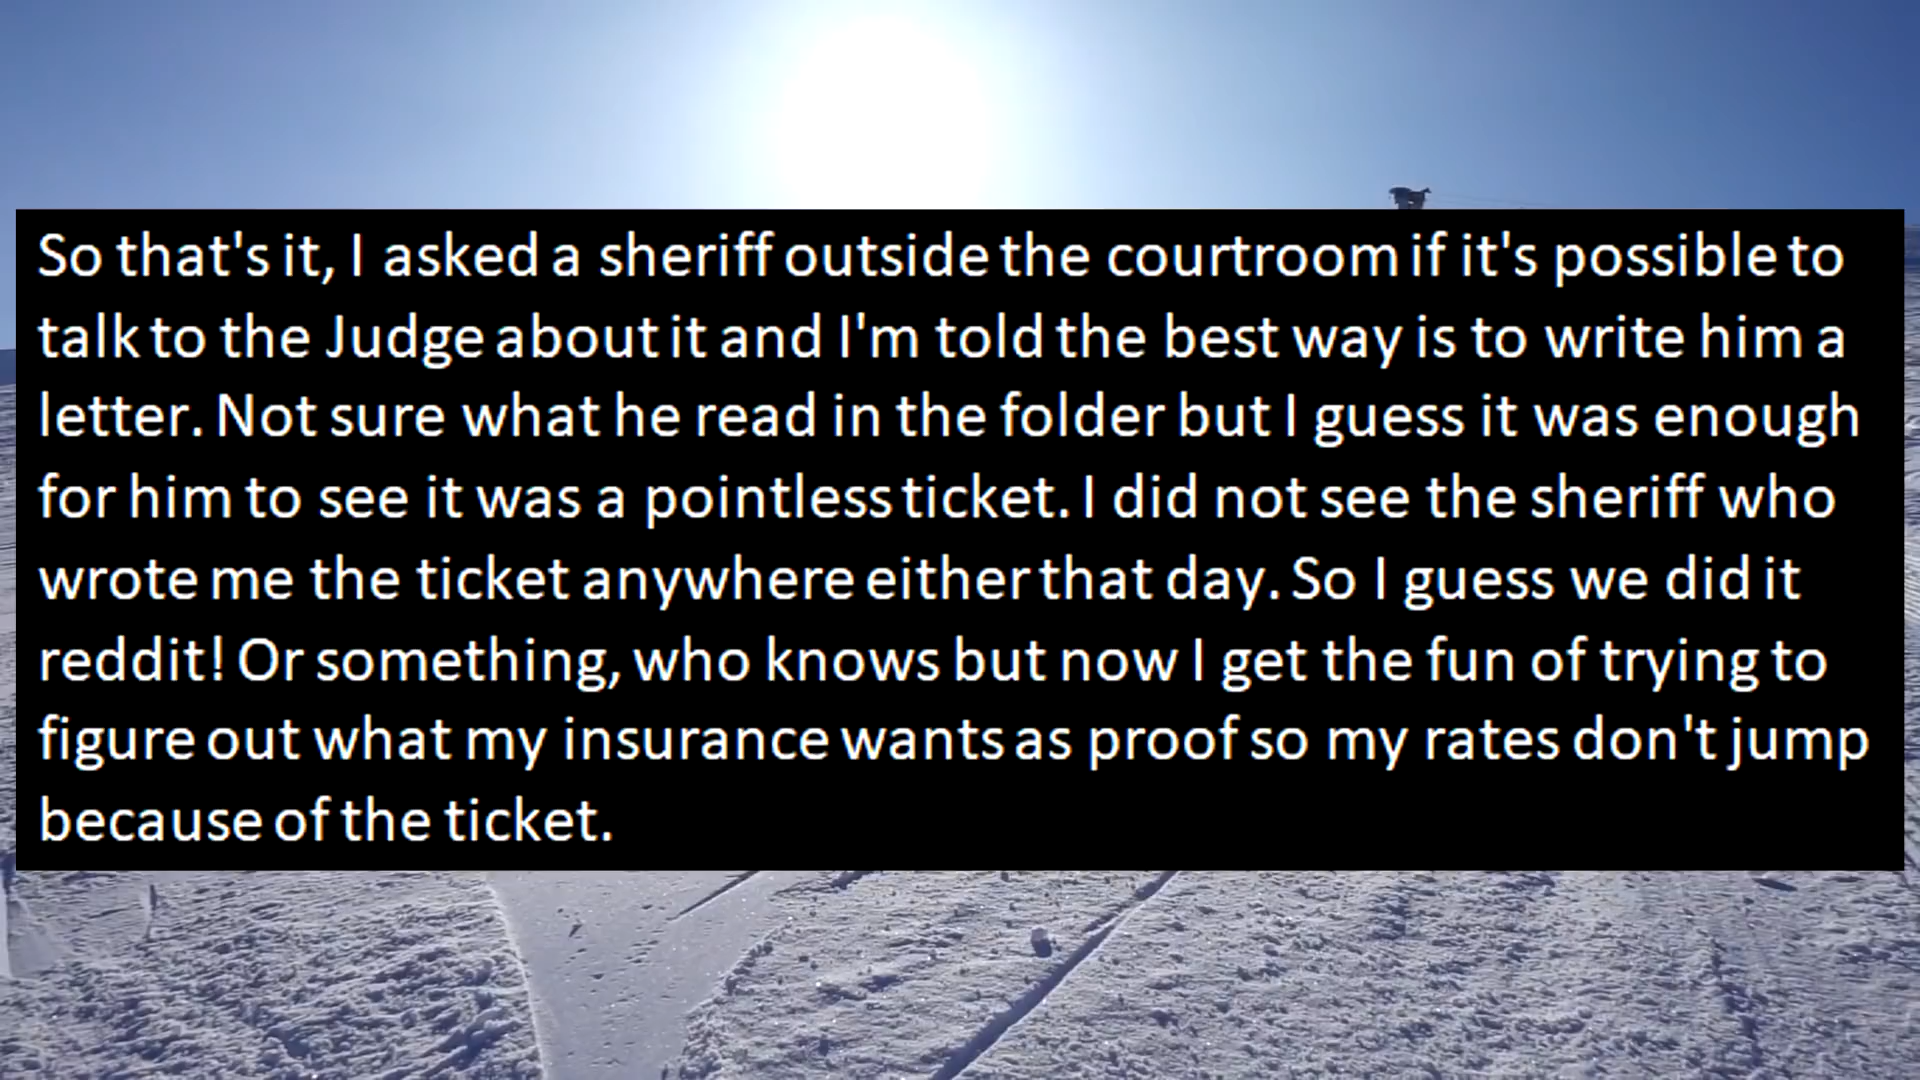 So that's it, I asked a sheriff outside the courtroom if it's possible to
talk to the Judge about it and I'm told the best way is to write him a
letter. Not sure what he read in the folder but I guess it was enough
for him to see it was a pointless ticket. I did not see the sheriff who
wrote me the ticket anywhere either that day. So I guess we did it
reddit! Or something, who knows but now I get the fun of trying to
figure out what my insurance wants as proof so my rates don't jump
because of the ticket.